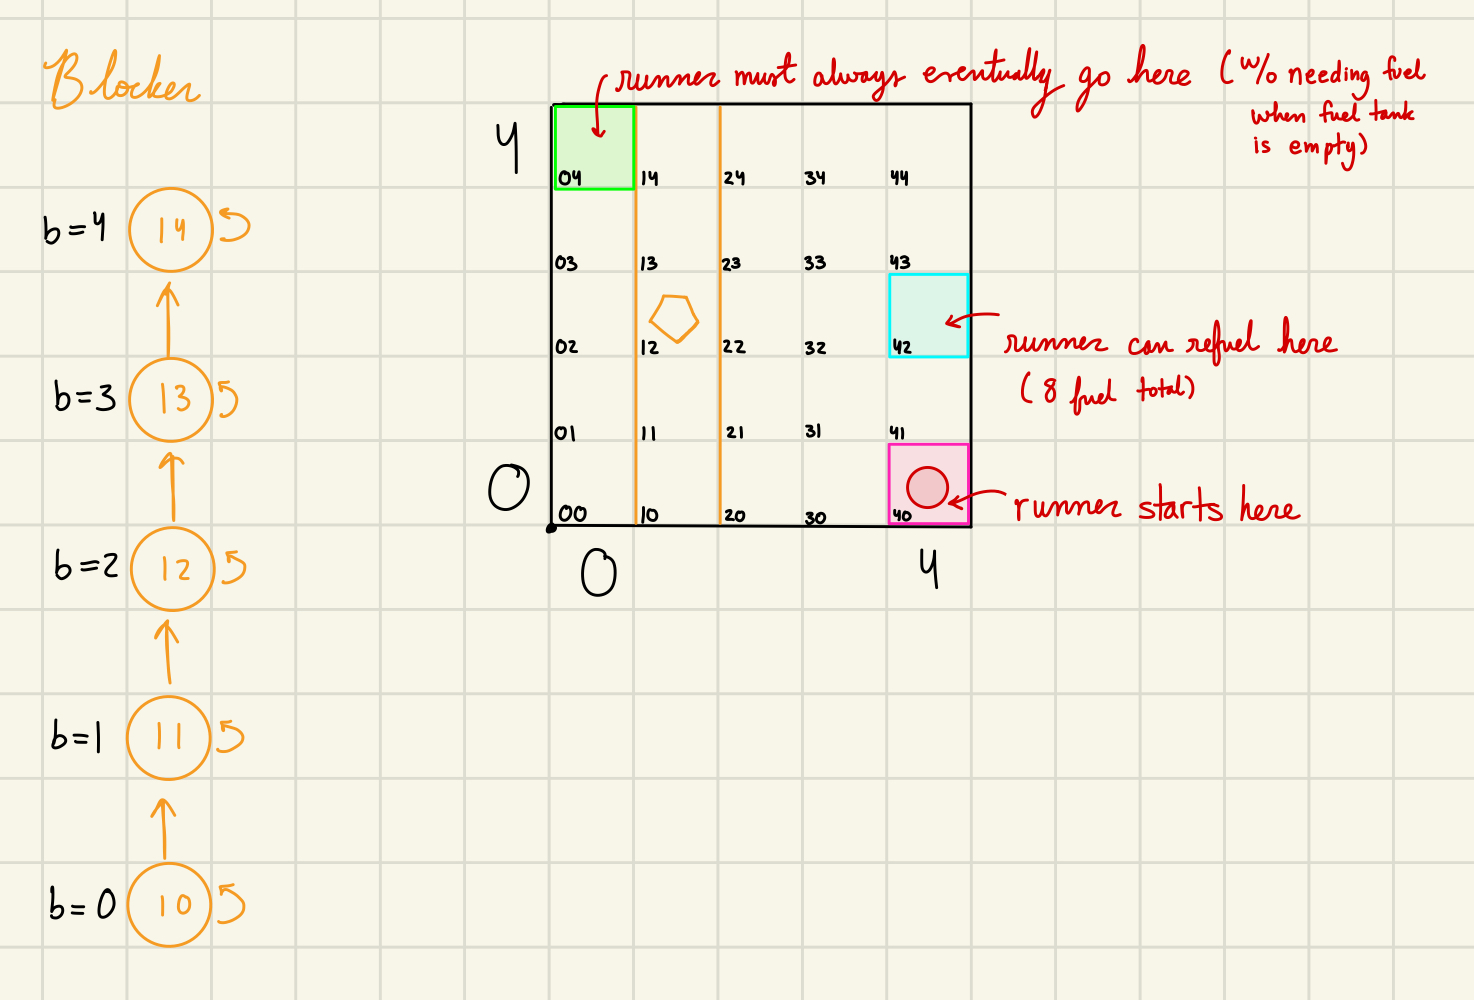 Blocker
runner must always eventually go here (w/o needing fuel
when fuel tank
is empty)
4
04 14 24 34 44
b=4 14
03 13 23 33 43
02 12 22 32 42
runner can refuel here
(8 fuel total)
b=3 13
01 11 21 31 41
0
00 10 20 30 40
runner starts here
b=2 12
0 4
b=1 11
b=0 10